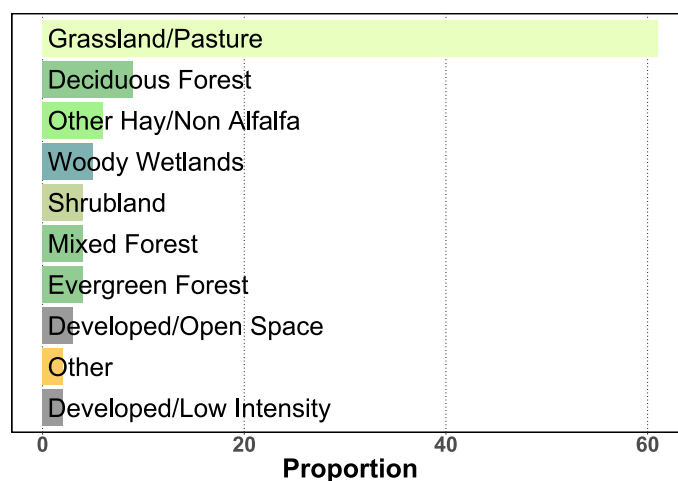 Grassland/Pasture
Deciduous Forest
Other Hay/Non Alfalfa
Woody Wetlands
Shrubland
Mixed Forest
Evergreen Forest
Developed/Open Space
Other
Developed/Low Intensity
0 20 40 60
Proportion